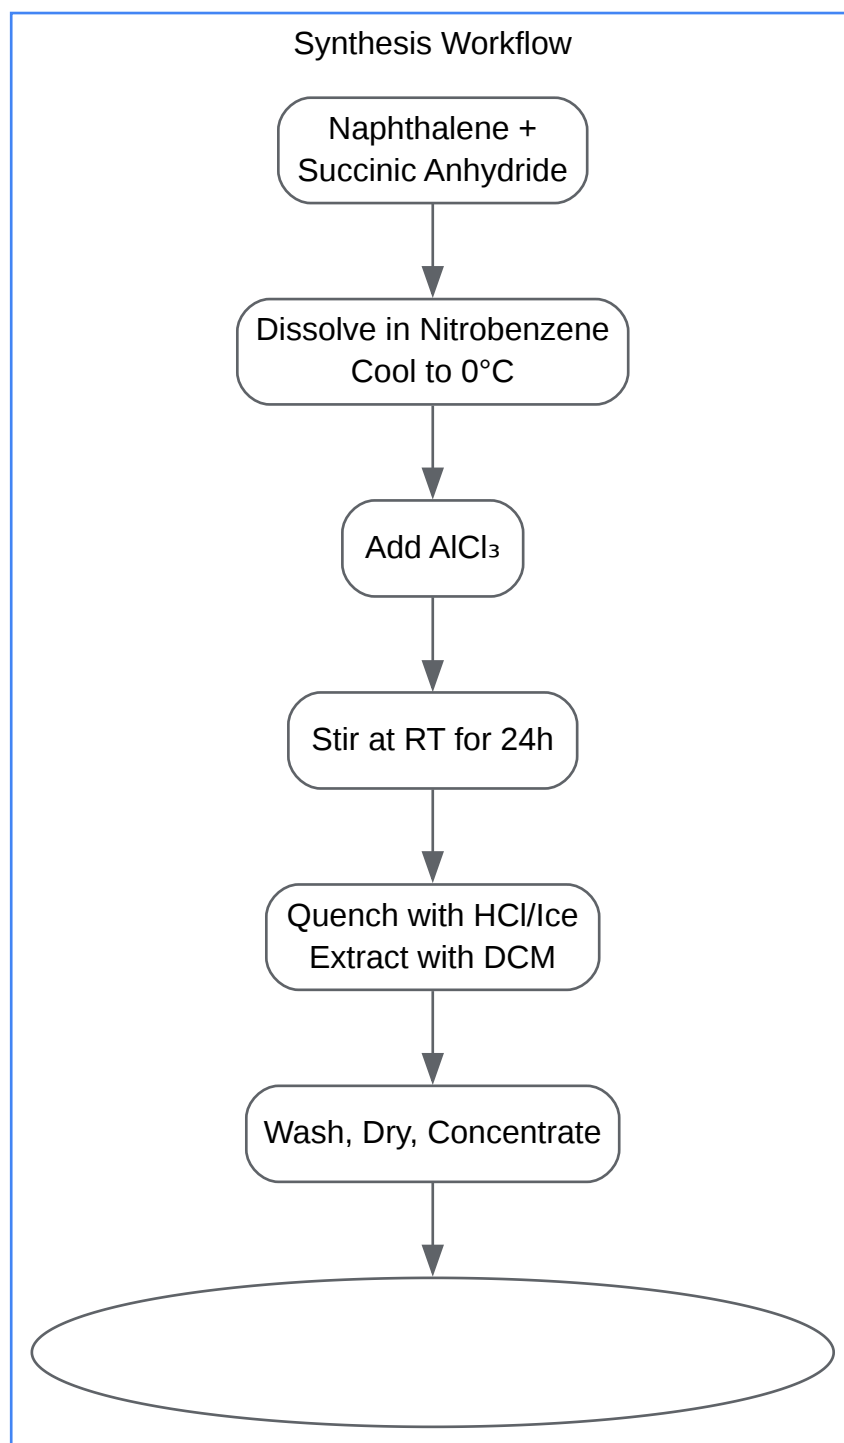 Synthesis Workflow
Naphthalene +
Succinic Anhydride
Dissolve in Nitrobenzene
Cool to 0°C
Add AlCl₃
Stir at RT for 24h
Quench with HCl/Ice
Extract with DCM
Wash, Dry, Concentrate